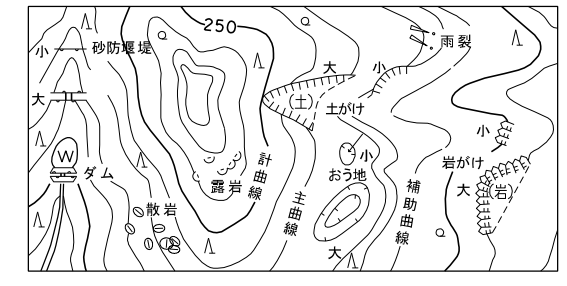 250
小 砂防堰堤
大
W
ダム
散岩
露岩
計曲線
主曲線
大
(土)
小
土がけ
雨裂
小
おう地
大
補助曲線
小
岩がけ
大
(岩)